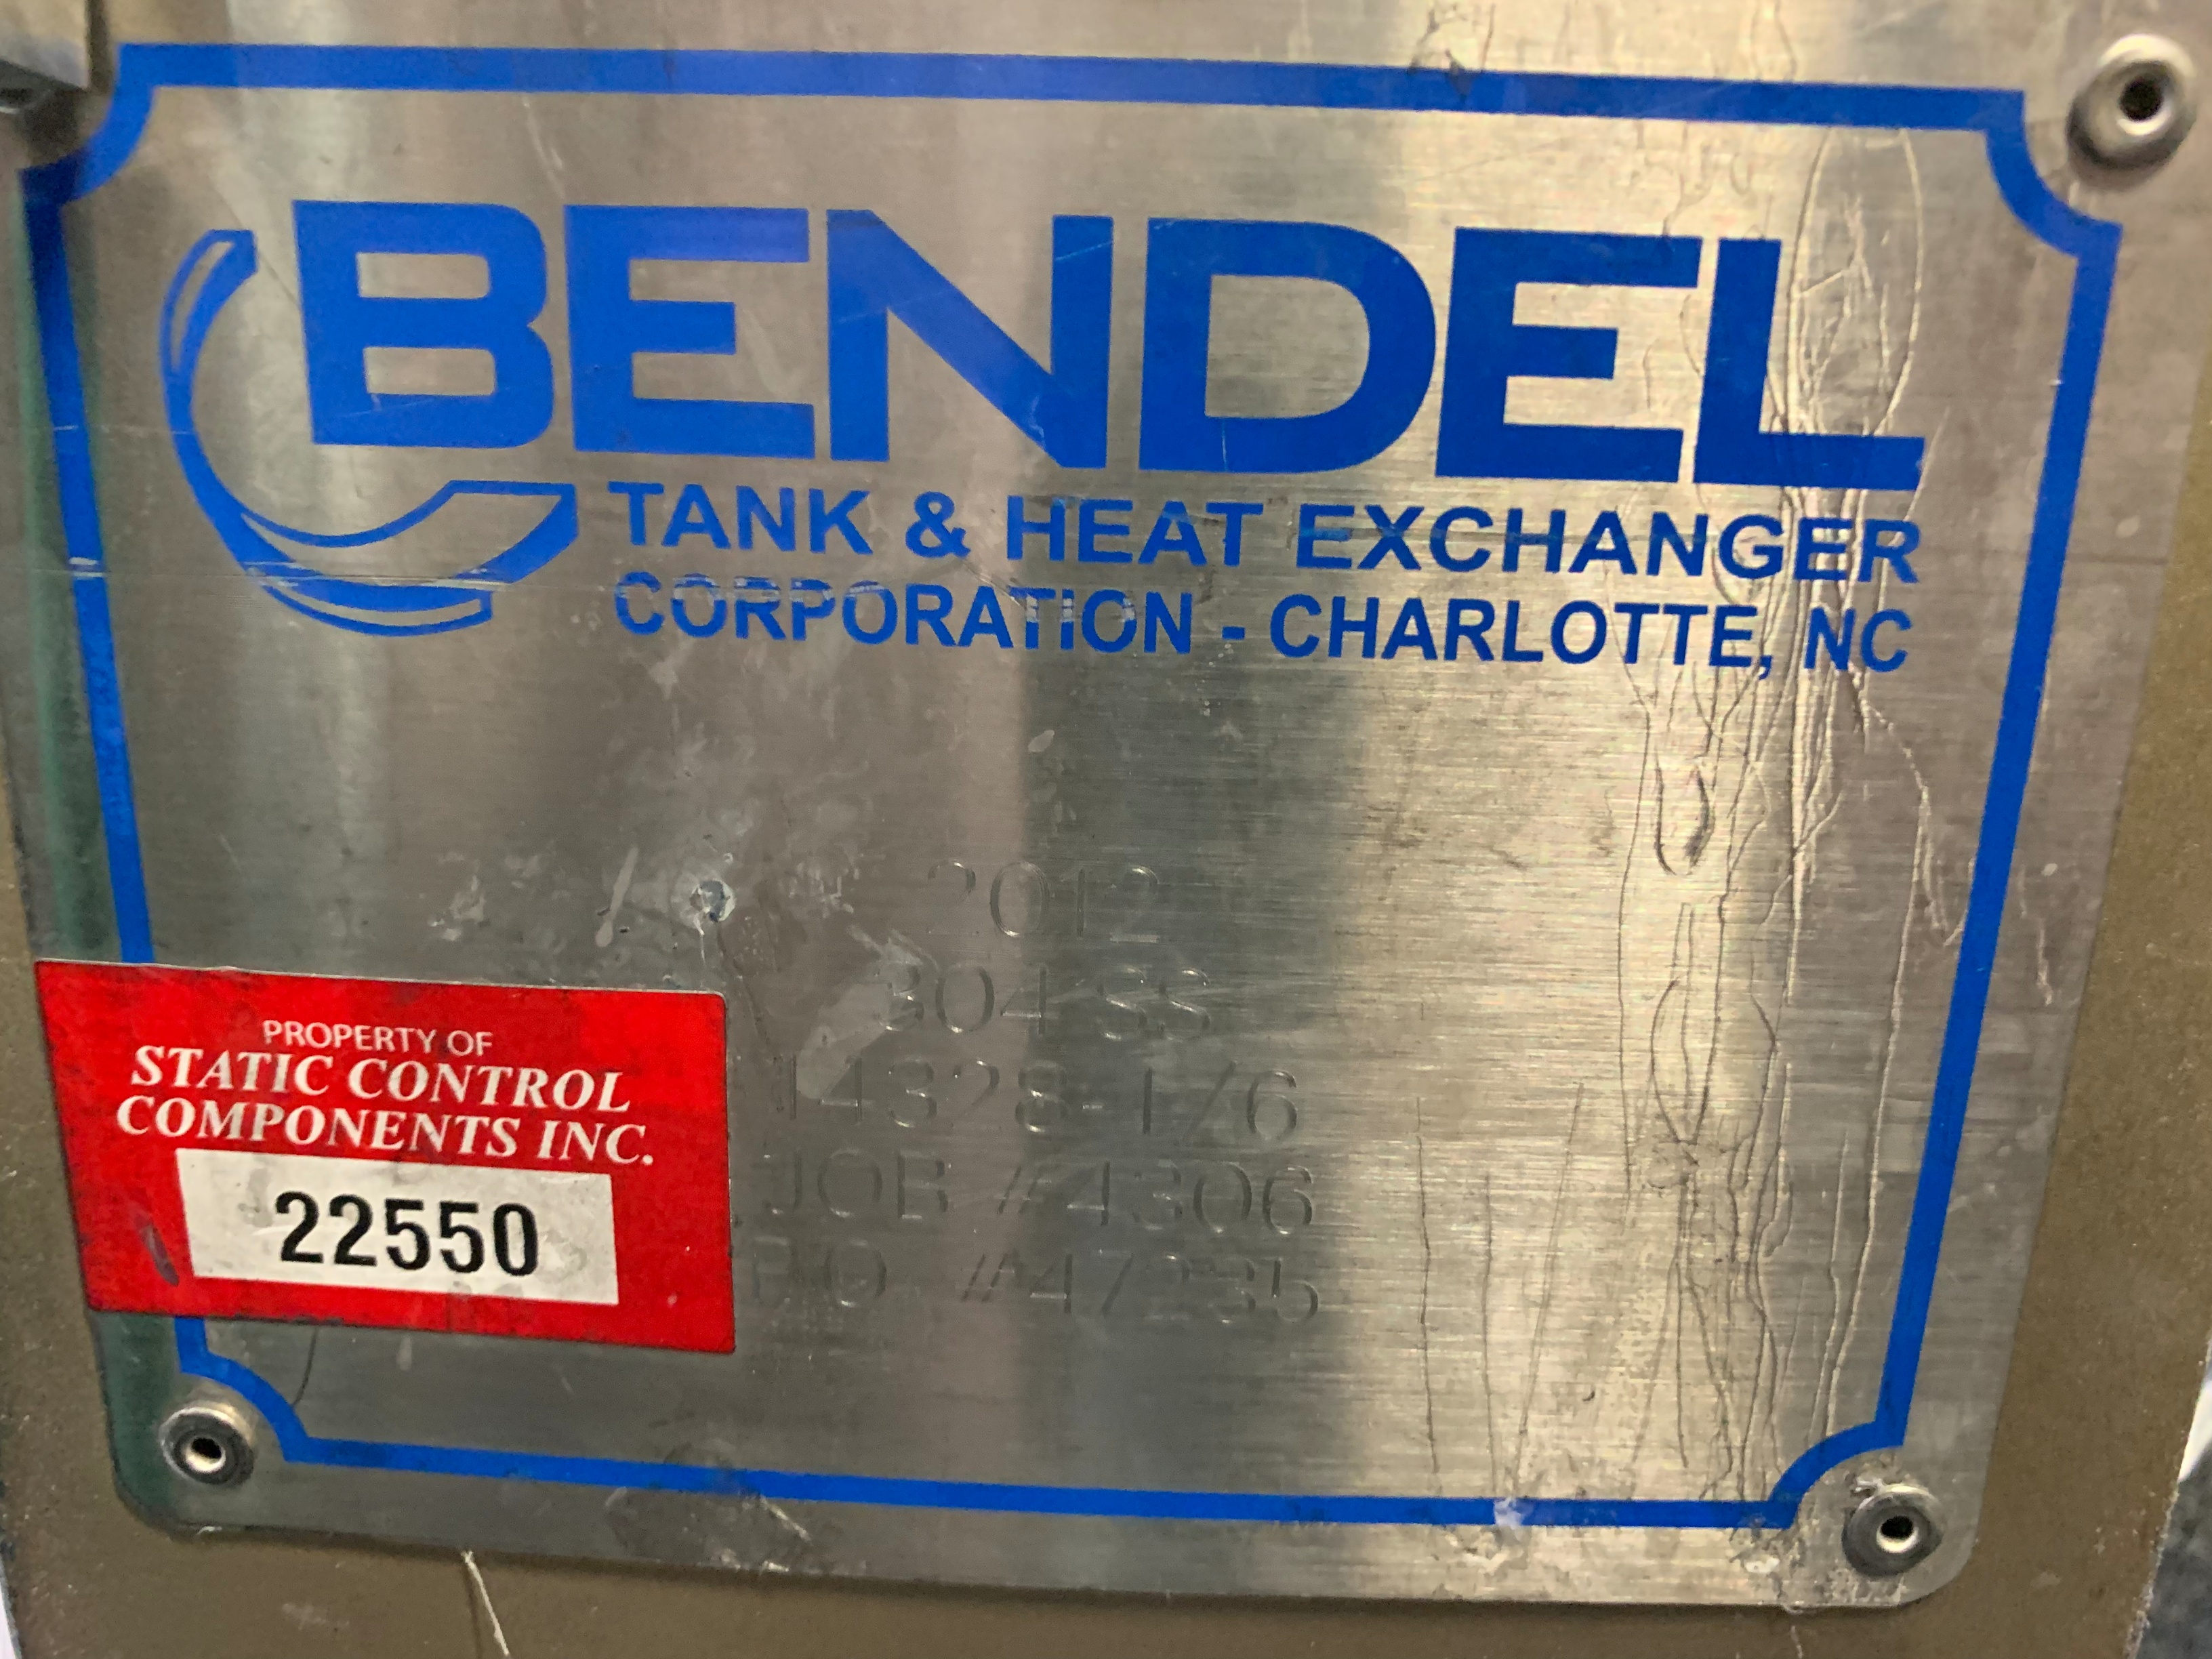 BENDEL
TANK & HEAT EXCHANGER
CORPORATION - CHARLOTTE, NC
2012
304 SS
14328-1/6
JOB #4306
#47235
PROPERTY OF
STATIC CONTROL
COMPONENTS INC.
22550